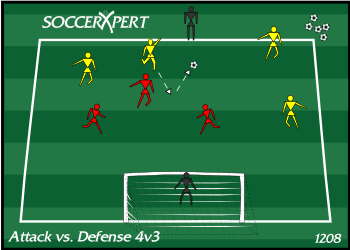 SOCCERXPERT
Attack vs. Defense 4v3
1208